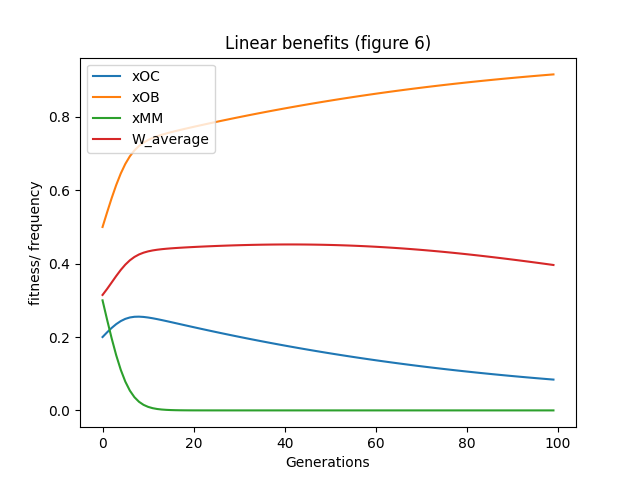 Linear benefits (figure 6)
xOC
xOB
xMM
W_average
fitness/ frequency
0.8
0.6
0.4
0.2
0.0
0 20 40 60 80 100
Generations